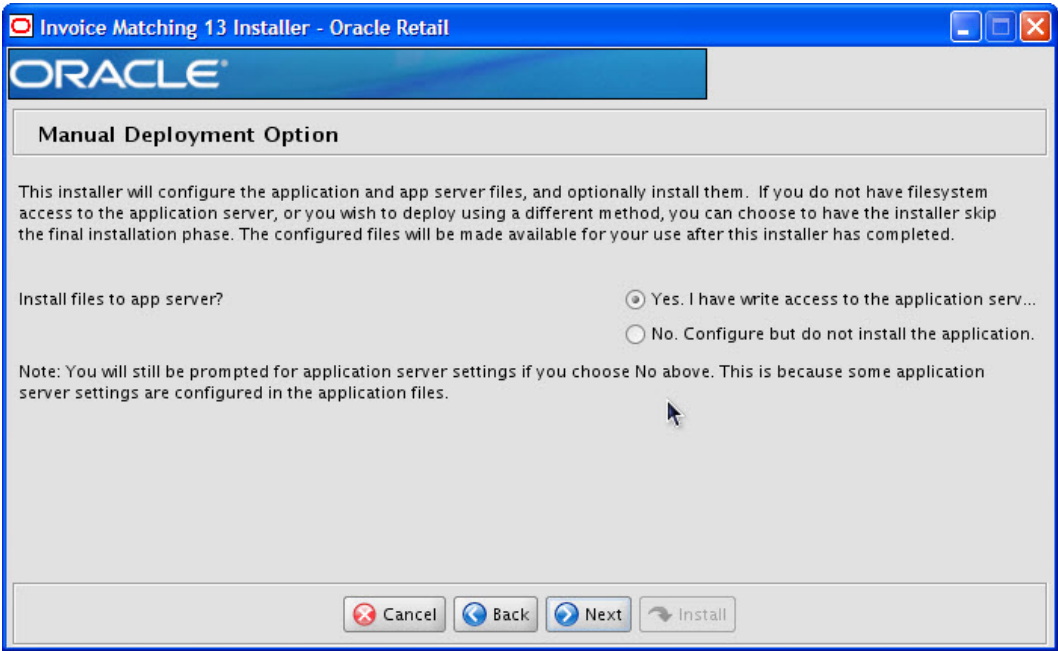 Invoice Matching 13 Installer - Oracle Retail
ORACLE®
Manual Deployment Option
This installer will configure the application and app server files, and optionally install them. If you do not have filesystem
access to the application server, or you wish to deploy using a different method, you can choose to have the installer skip
the final installation phase. The configured files will be made available for your use after this installer has completed.
Install files to app server?
Yes. I have write access to the application serv...
No. Configure but do not install the application.
Note: You will still be prompted for application server settings if you choose No above. This is because some application
server settings are configured in the application files.
Cancel Back Next Install